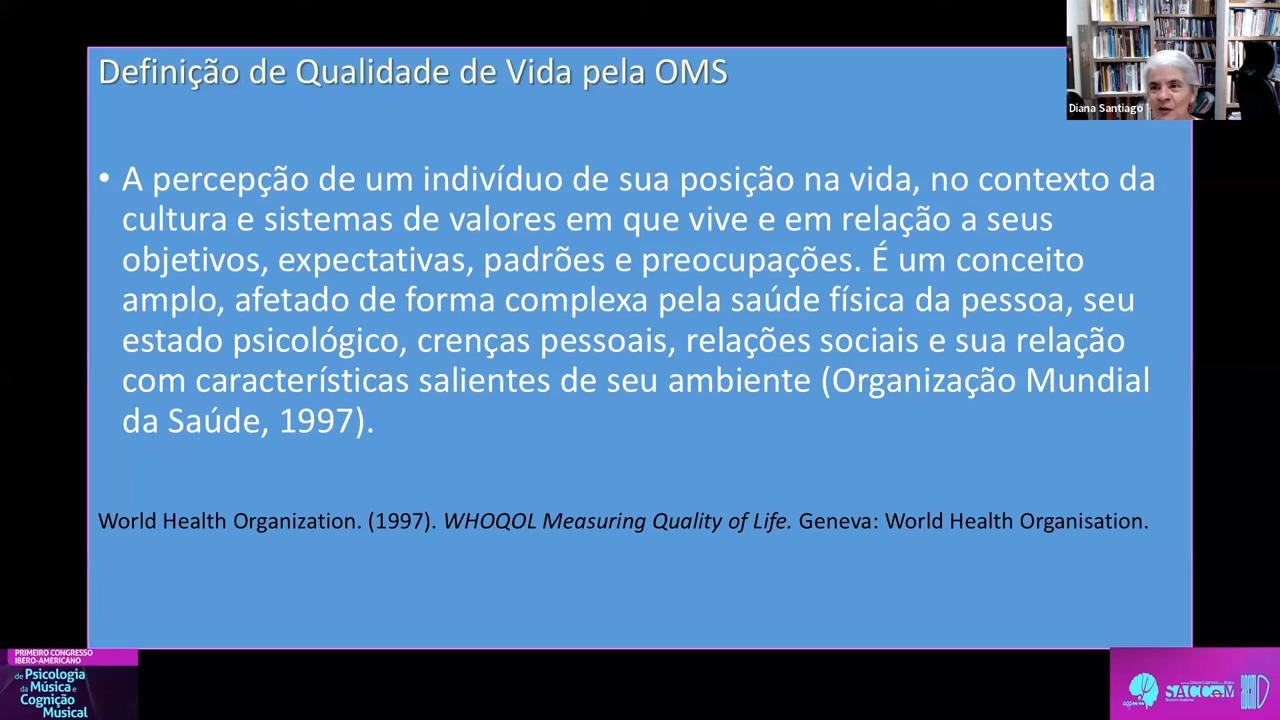 Definição de Qualidade de Vida pela OMS
Diana Santiago
• A percepção de um indivíduo de sua posição na vida, no contexto da
cultura e sistemas de valores em que vive e em relação a seus
objetivos, expectativas, padrões e preocupações. É um conceito
amplo, afetado de forma complexa pela saúde física da pessoa, seu
estado psicológico, crenças pessoais, relações sociais e sua relação
com características salientes de seu ambiente (Organização Mundial
da Saúde, 1997).
World Health Organization. (1997). WHOQOL Measuring Quality of Life. Geneva: World Health Organisation.
PRIMEIRO CONGRESSO
IBERO-AMERICANO
de Psicologia
da Música e
Cognição
Musical
SACCoM